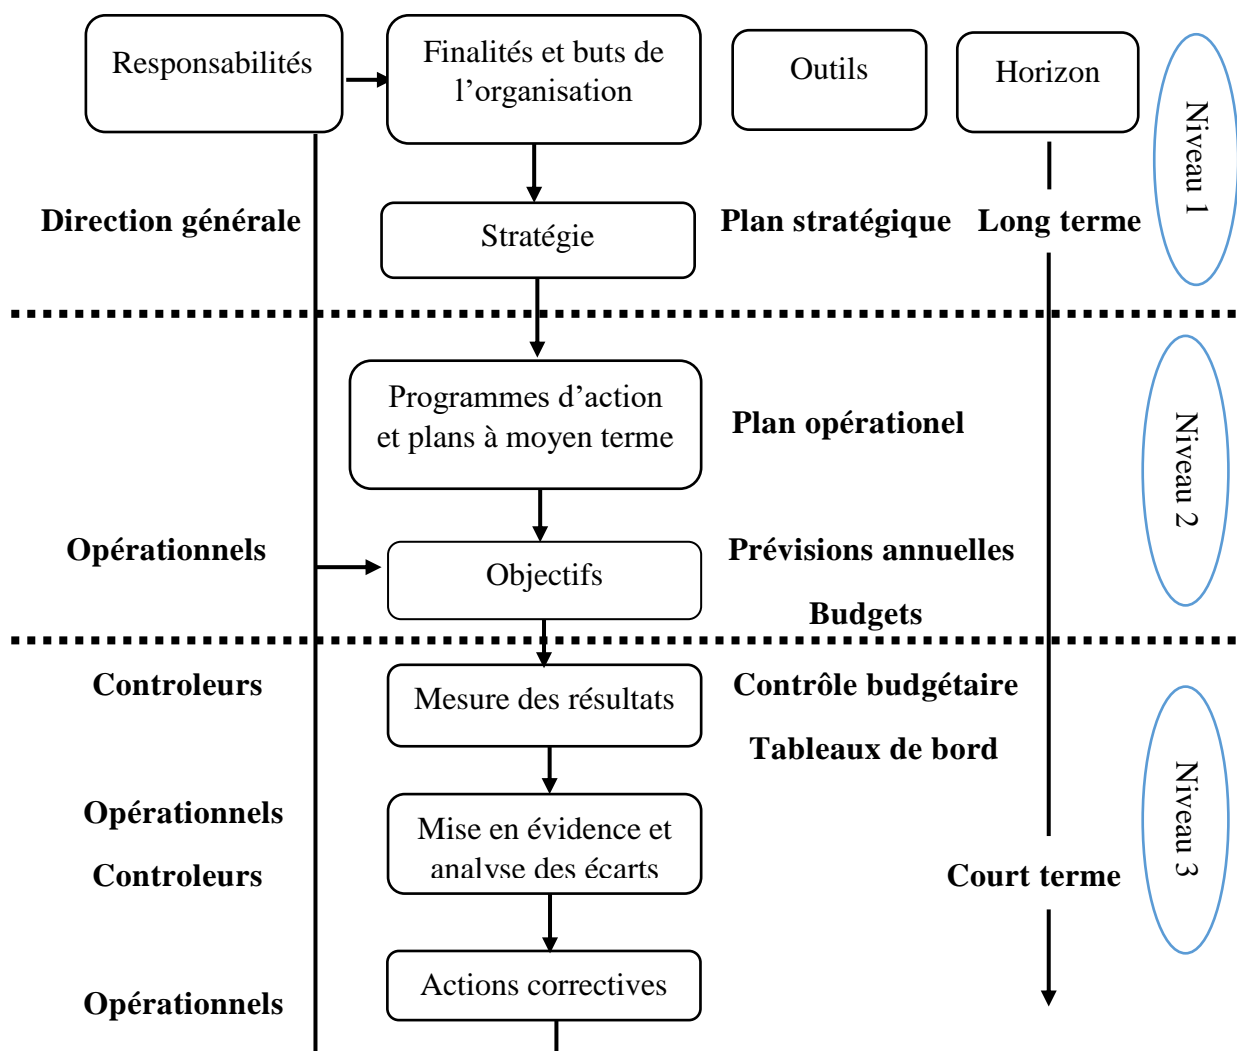 Responsabilités
Finalités et buts de
l’organisation
Outils
Horizon
Niveau 1
Direction générale
Stratégie
Plan stratégique
Long terme
Programmes d’action
et plans à moyen terme
Plan opérationel
Niveau 2
Opérationnels
Objectifs
Prévisions annuelles
Budgets
Controleurs
Mesure des résultats
Contrôle budgétaire
Tableaux de bord
Niveau 3
Opérationnels
Mise en évidence et
analyse des écarts
Controleurs
Court terme
Actions correctives
Opérationnels